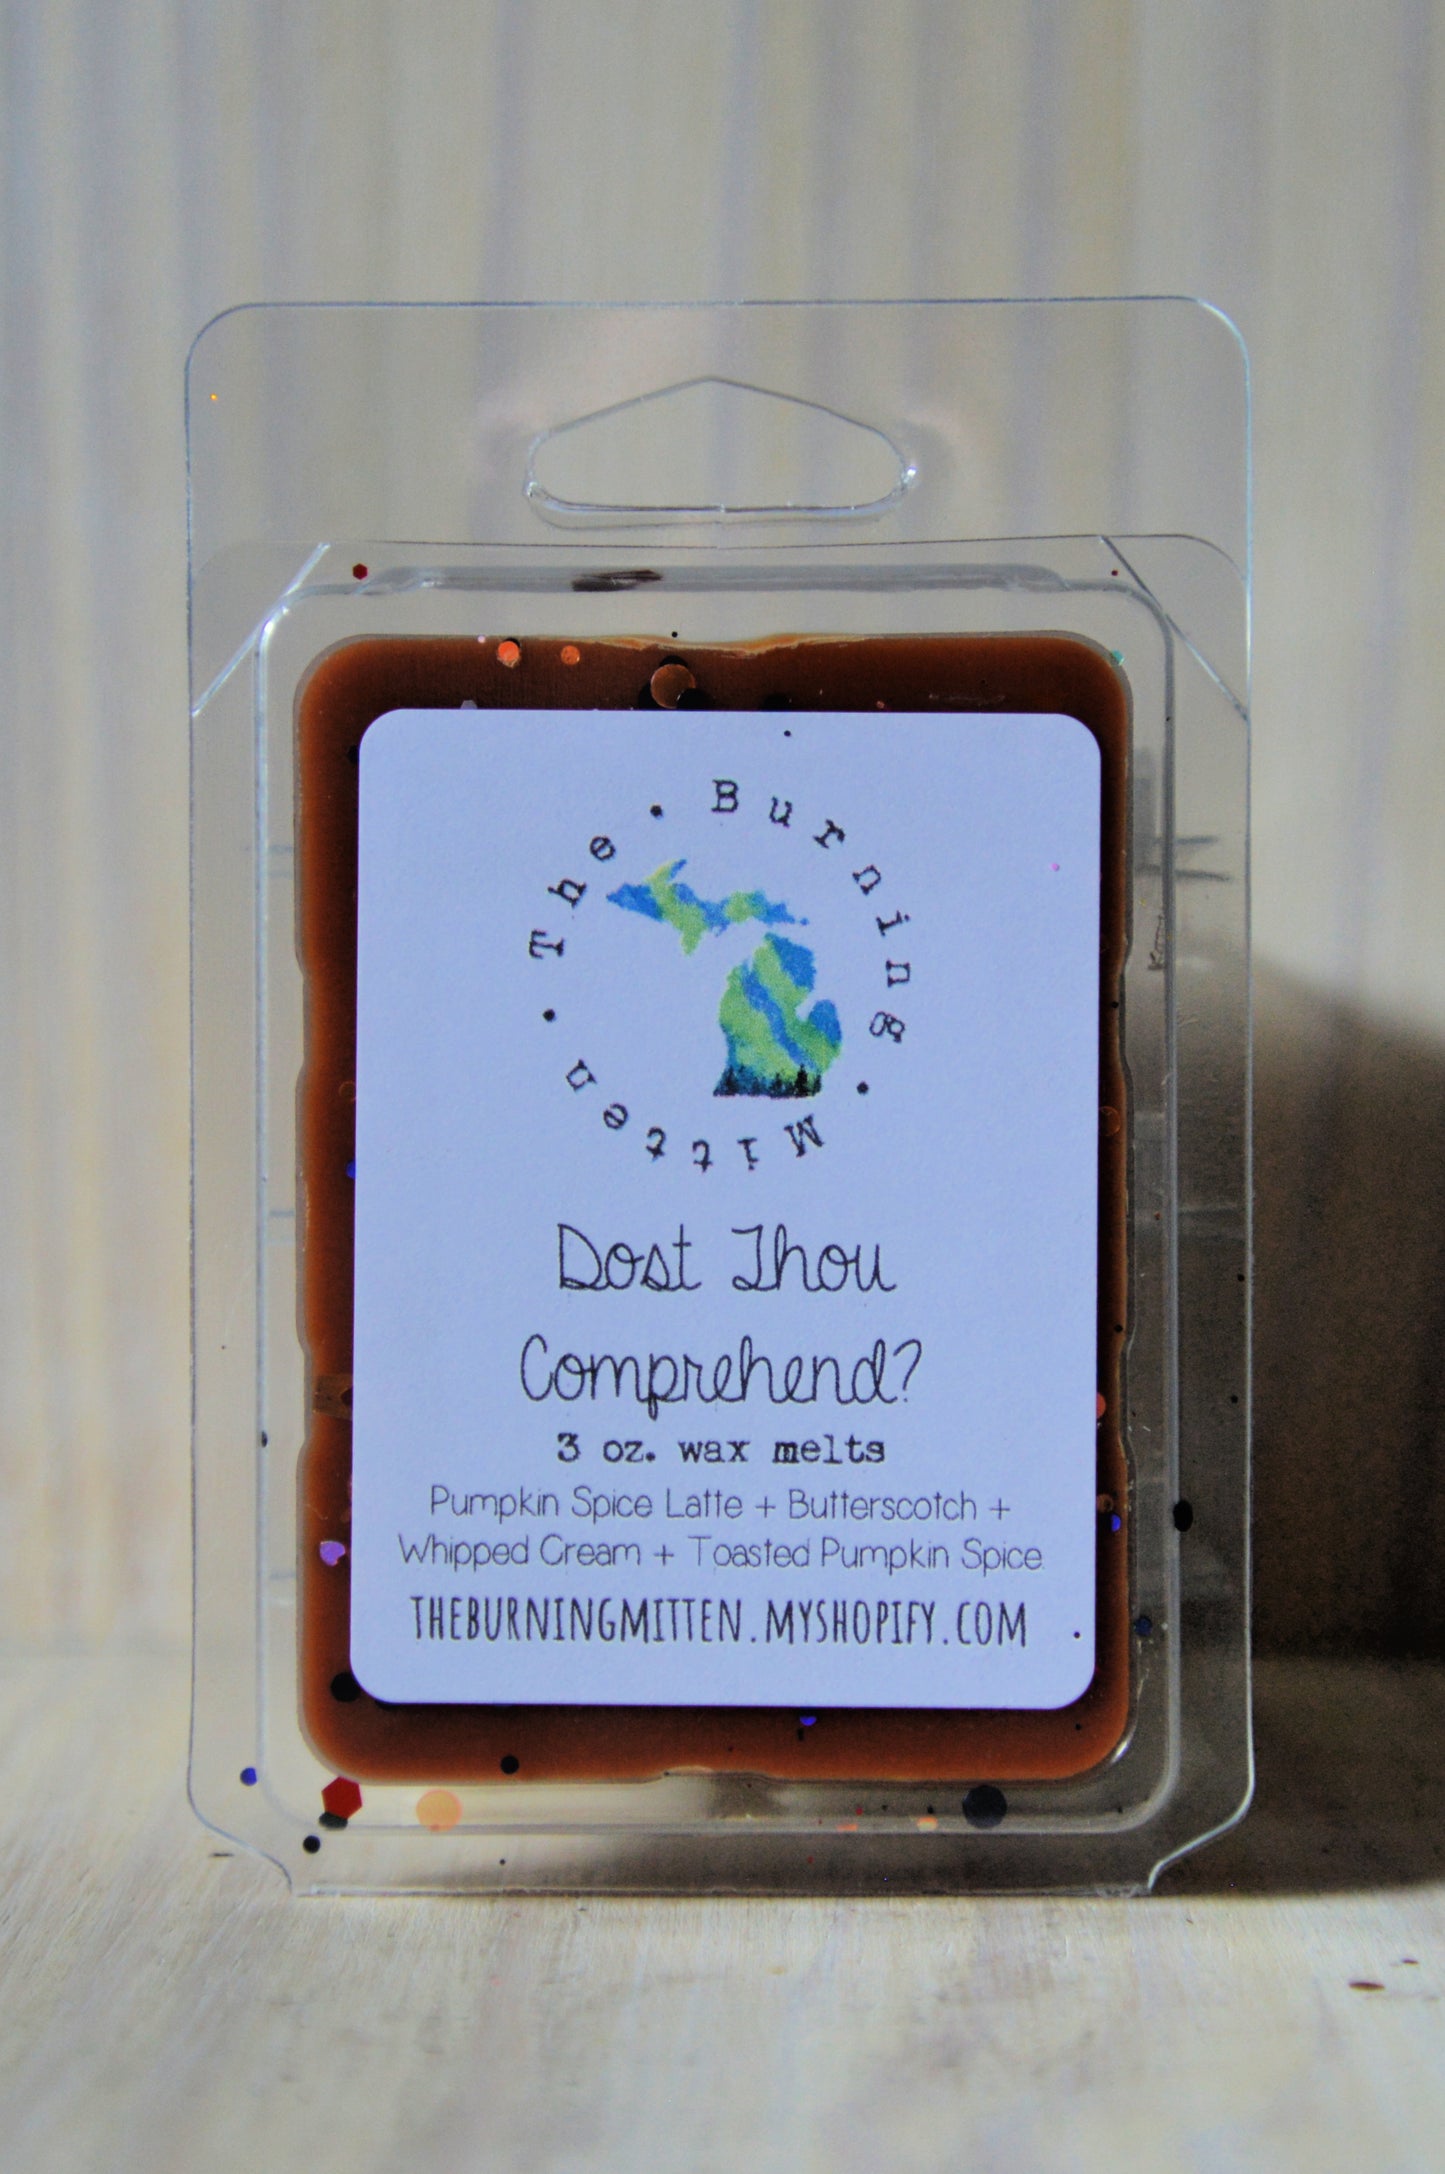 The • Burning • Mitten •
Dost Thou
Comprehend?
3 oz. wax melts
Pumpkin Spice Latte + Butterscotch +
Whipped Cream + Toasted Pumpkin Spice
THEBURNINGMITTEN.MYSHOPIFY.COM